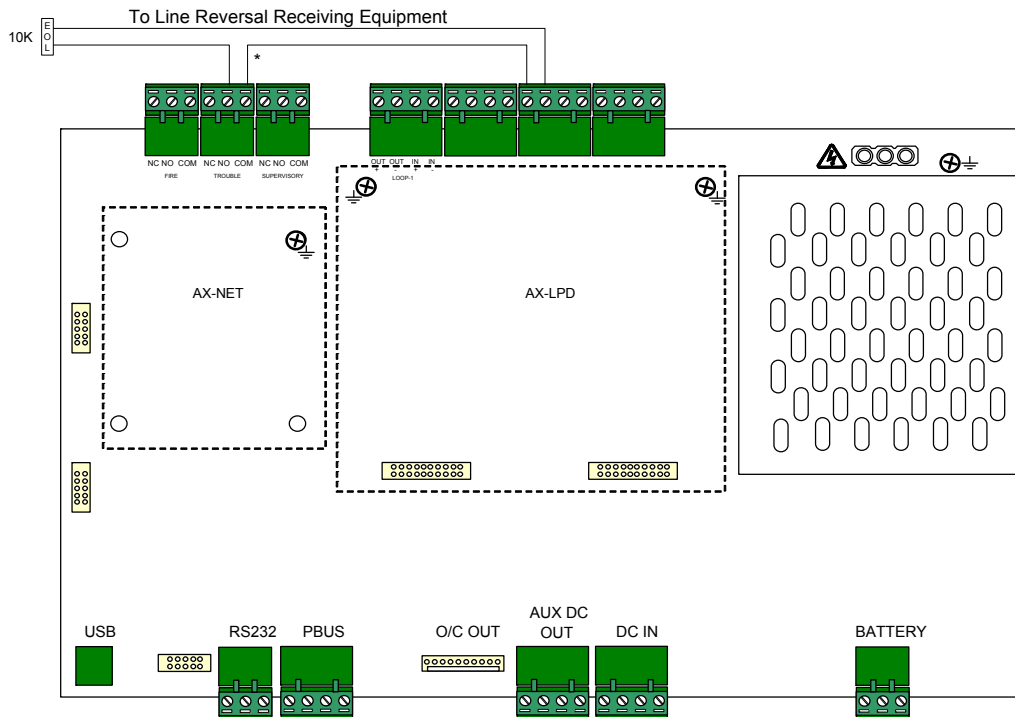 To Line Reversal Receiving Equipment
10K
EOL
*
NC NO COM NC NO COM NC NO COM
FIRE TROUBLE SUPERVISORY
OUT OUT IN IN
+ - + -
LOOP-1
AX-NET
AX-LPD
USB
RS232
PBUS
O/C OUT
AUX DC
OUT
DC IN
BATTERY